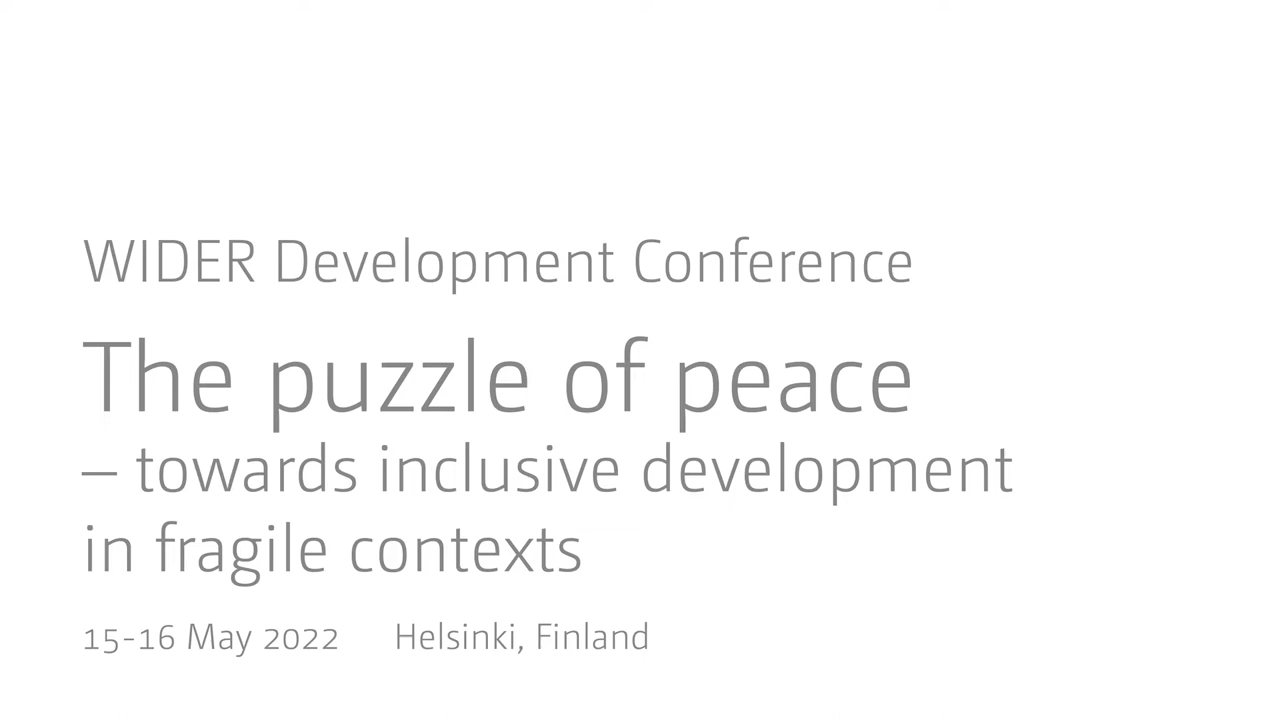 WIDER Development Conference
The puzzle of peace
– towards inclusive development
in fragile contexts
15-16 May 2022 Helsinki, Finland